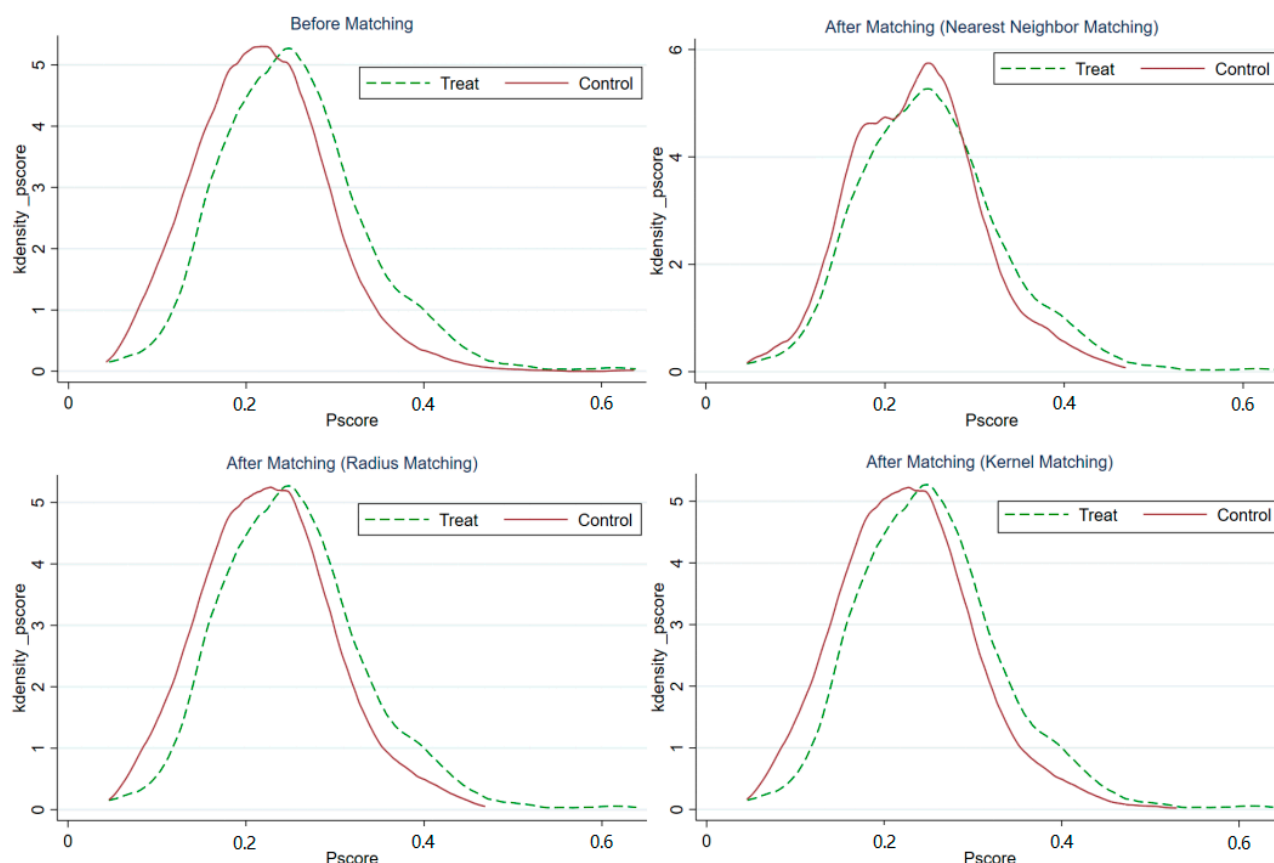 Before Matching
kdensity _pscore
5
4
3
2
1
0
Treat Control
0 0.2 0.4 0.6
Pscore
After Matching (Nearest Neighbor Matching)
kdensity _pscore
6
4
2
0
Treat Control
0 0.2 0.4 0.6
Pscore
After Matching (Radius Matching)
kdensity _pscore
5
4
3
2
1
0
Treat Control
0 0.2 0.4 0.6
Pscore
After Matching (Kernel Matching)
kdensity _pscore
5
4
3
2
1
0
Treat Control
0 0.2 0.4 0.6
Pscore